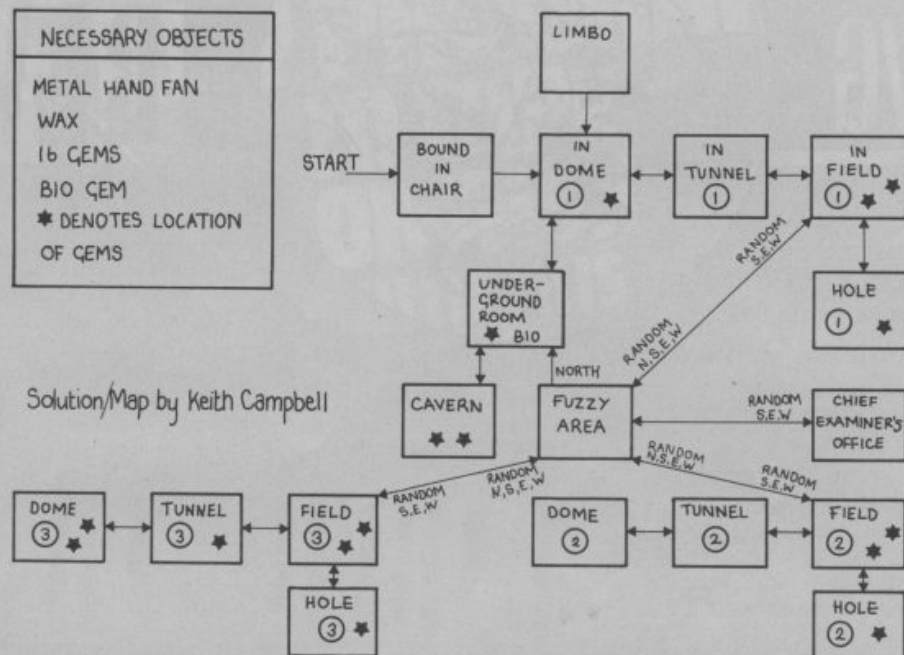 NECESSARY OBJECTS
METAL HAND FAN
WAX
16 GEMS
BIO GEM
★ DENOTES LOCATION
OF GEMS
LIMBO
START
BOUND
IN
CHAIR
IN
DOME
1
IN
TUNNEL
1
IN
FIELD
1
RANDOM
S.E.W
RANDOM
N,S,E,W
HOLE
1
UNDER-
GROUND
ROOM
BIO
NORTH
Solution/Map by Keith Campbell
CAVERN
FUZZY
AREA
RANDOM
S.E,W
CHIEF
EXAMINER'S
OFFICE
RANDOM
N,S,E,W
RANDOM
S.E.W
RANDOM
N,S,E,W
RANDOM
S.E,W
DOME
3
TUNNEL
3
FIELD
3
DOME
2
TUNNEL
2
FIELD
2
HOLE
3
HOLE
2